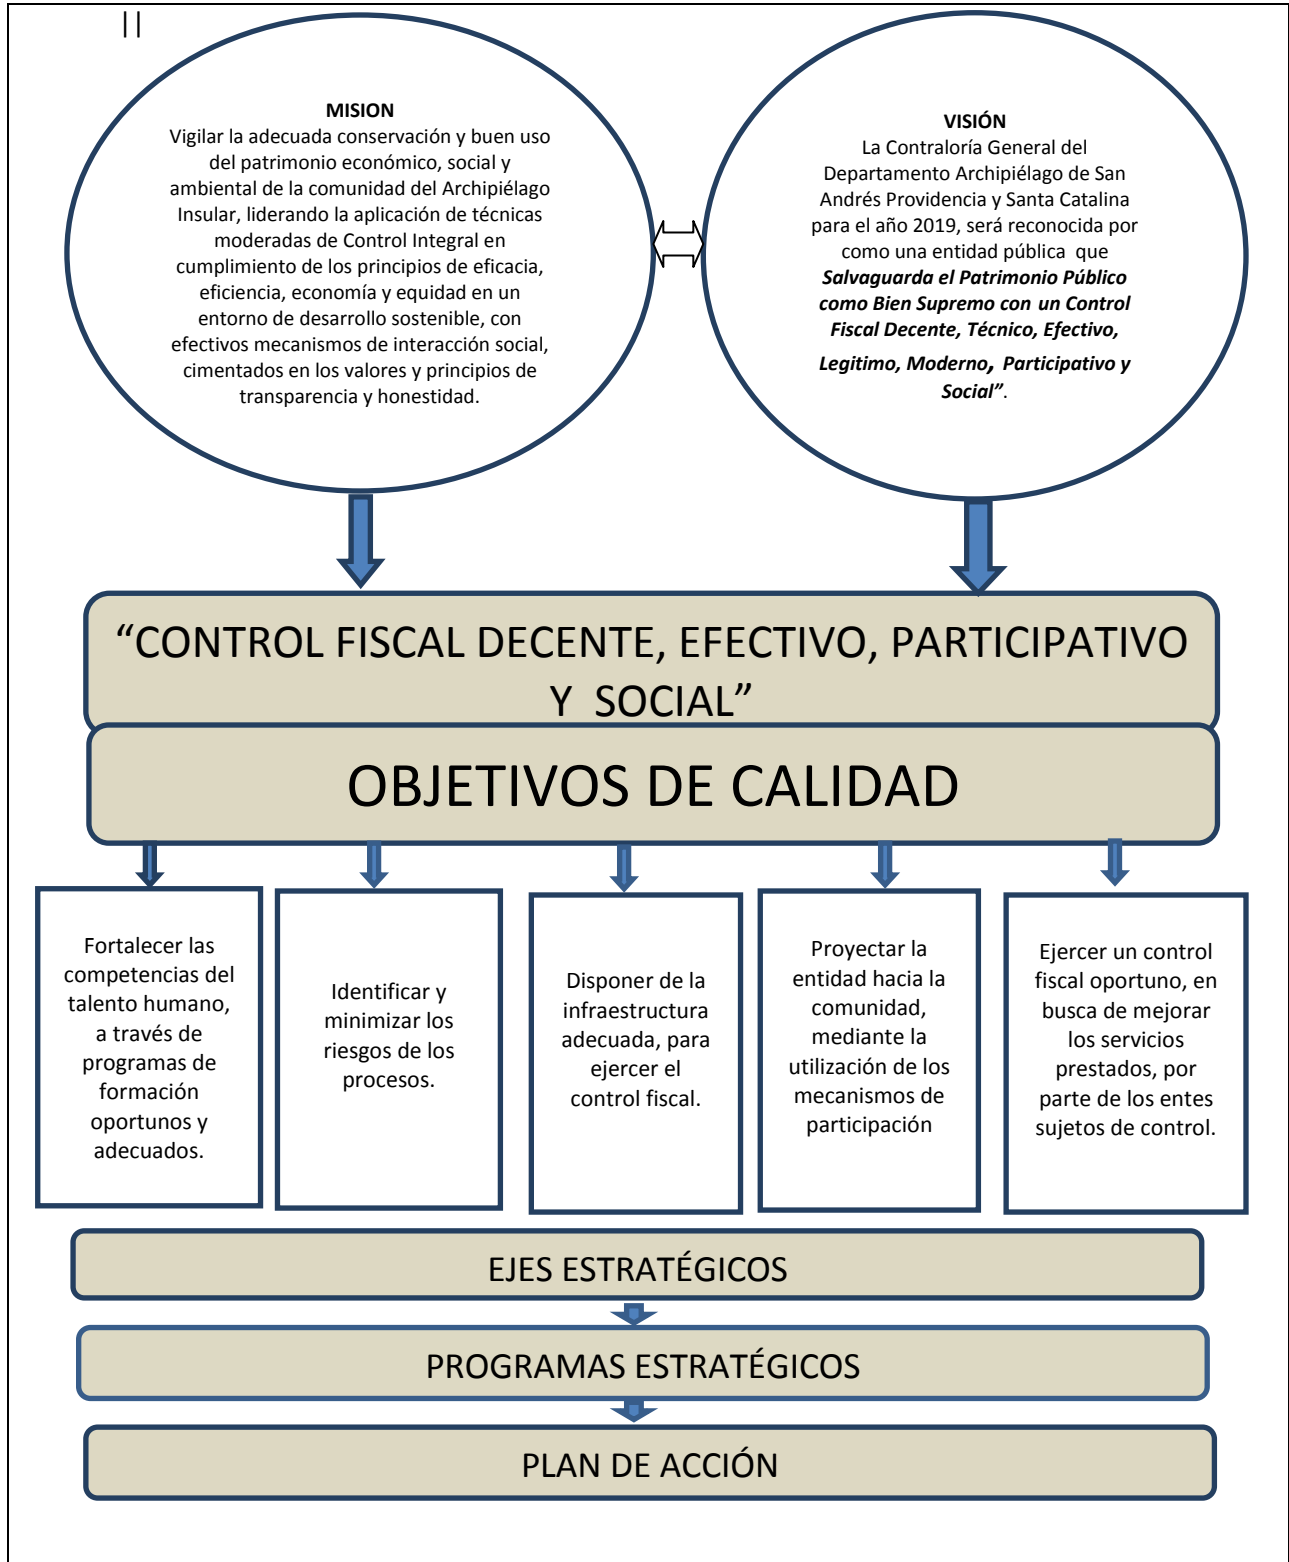 ||
MISION
Vigilar la adecuada conservación y buen uso
del patrimonio económico, social y
ambiental de la comunidad del Archipiélago
Insular, liderando la aplicación de técnicas
moderadas de Control Integral en
cumplimiento de los principios de eficacia,
eficiencia, economía y equidad en un
entorno de desarrollo sostenible, con
efectivos mecanismos de interacción social,
cimentados en los valores y principios de
transparencia y honestidad.
VISIÓN
La Contraloría General del
Departamento Archipiélago de San
Andrés Providencia y Santa Catalina
para el año 2019, será reconocida por
como una entidad pública que
Salvaguarda el Patrimonio Público
como Bien Supremo con un Control
Fiscal Decente, Técnico, Efectivo,
Legitimo, Moderno, Participativo y
Social”.
“CONTROL FISCAL DECENTE, EFECTIVO, PARTICIPATIVO
Y SOCIAL”
OBJETIVOS DE CALIDAD
Fortalecer las
competencias del
talento humano,
a través de
programas de
formación
oportunos y
adecuados.
Identificar y
minimizar los
riesgos de los
procesos.
Disponer de la
infraestructura
adecuada, para
ejercer el
control fiscal.
Proyectar la
entidad hacia la
comunidad,
mediante la
utilización de los
mecanismos de
participación
Ejercer un control
fiscal oportuno, en
busca de mejorar
los servicios
prestados, por
parte de los entes
sujetos de control.
EJES ESTRATÉGICOS
PROGRAMAS ESTRATÉGICOS
PLAN DE ACCIÓN